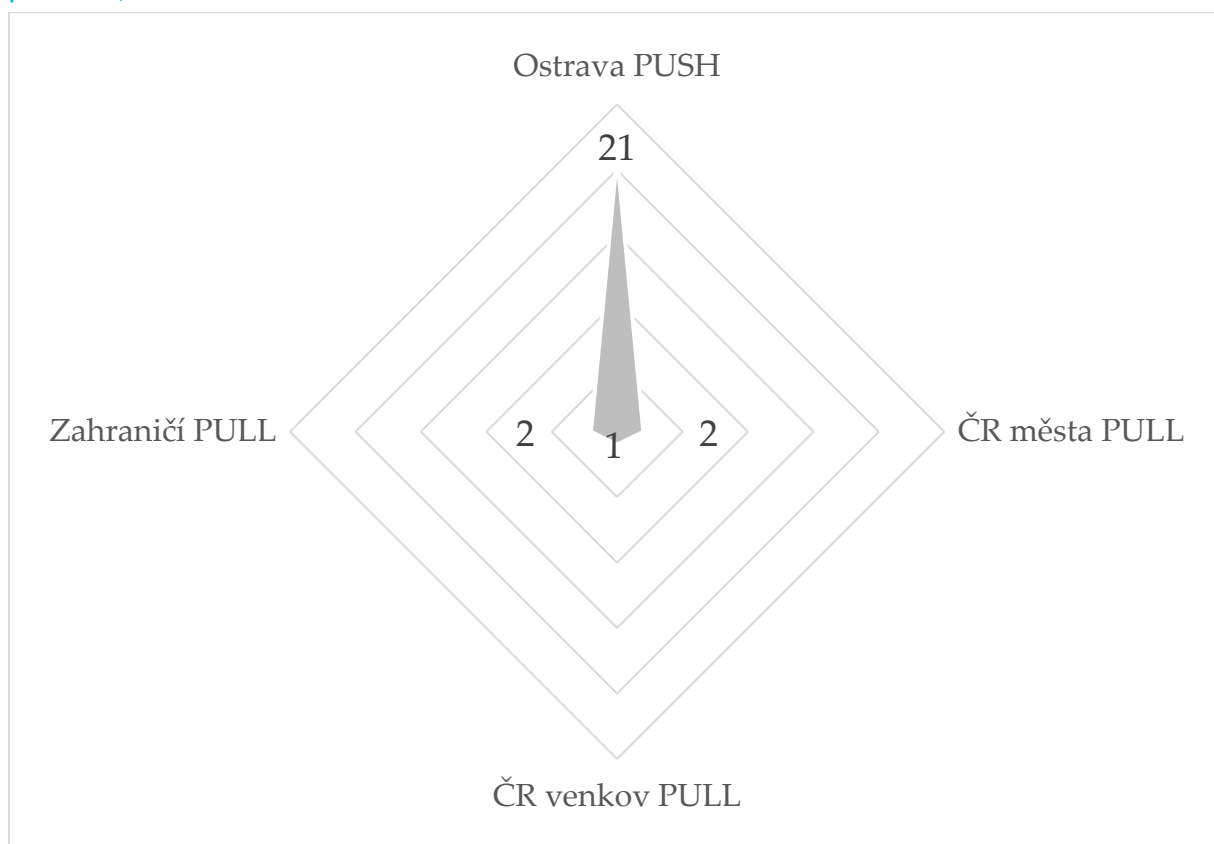 Ostrava PUSH
21
Zahraničí PULL
2
1
2
ČR města PULL
ČR venkov PULL